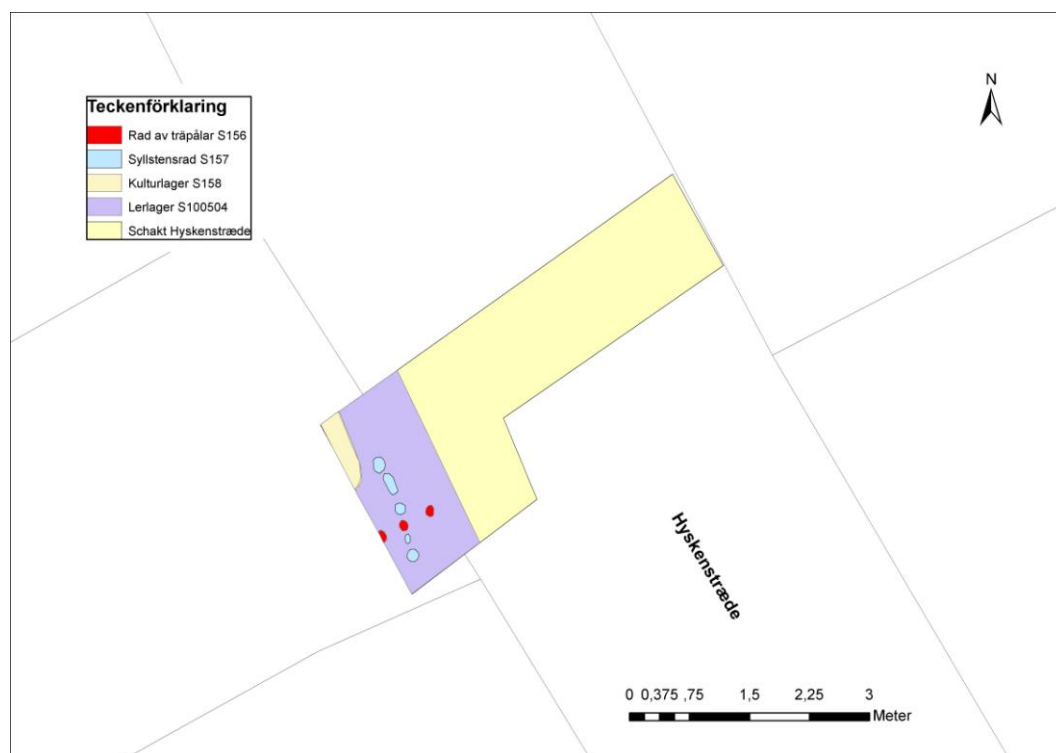 Teckenförklaring
Rad av träpålar S156
Syllstensrad S157
Kulturlager S158
Lerlager S100504
Schakt Hyskenstræde
N
Hyskenstræde
0 0,375 ,75 1,5 2,25 3
Meter